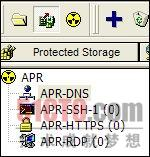 Protected Storage
APR
APR-DNS
APR-SSH-1 (0)
APR-HTTPS (0)
APR-RDP (0)